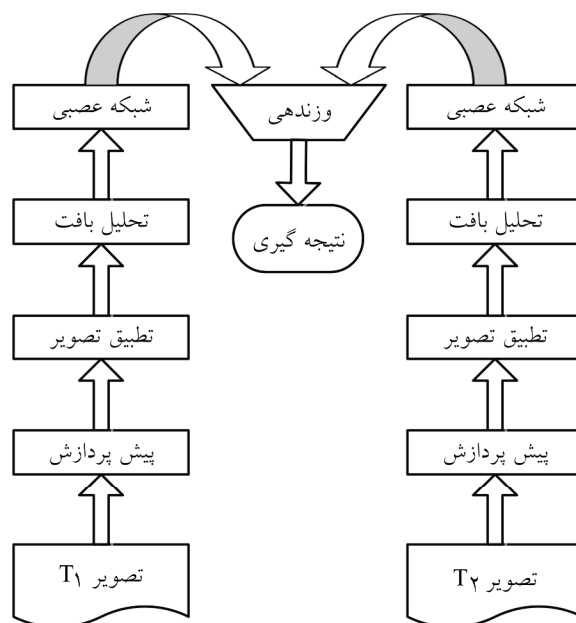 شبکه عصبی
وزندهی
شبکه عصبی
تحلیل بافت
نتیجه گیری
تحلیل بافت
تطبیق تصویر
تطبیق تصویر
پیش پردازش
پیش پردازش
تصویر T۲
تصویر T۱